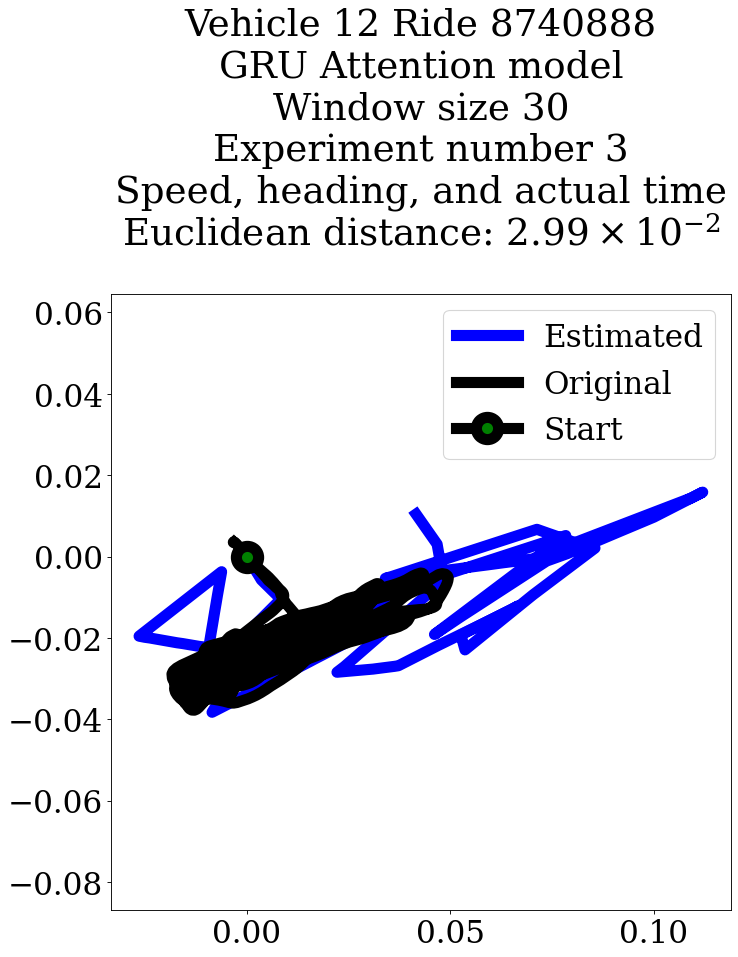 Vehicle 12 Ride 8740888
GRU Attention model
Window size 30
Experiment number 3
Speed, heading, and actual time
Euclidean distance: 2.99 × 10⁻²
Estimated
Original
Start
0.06
0.04
0.02
0.00
−0.02
−0.04
−0.06
−0.08
0.00 0.05 0.10